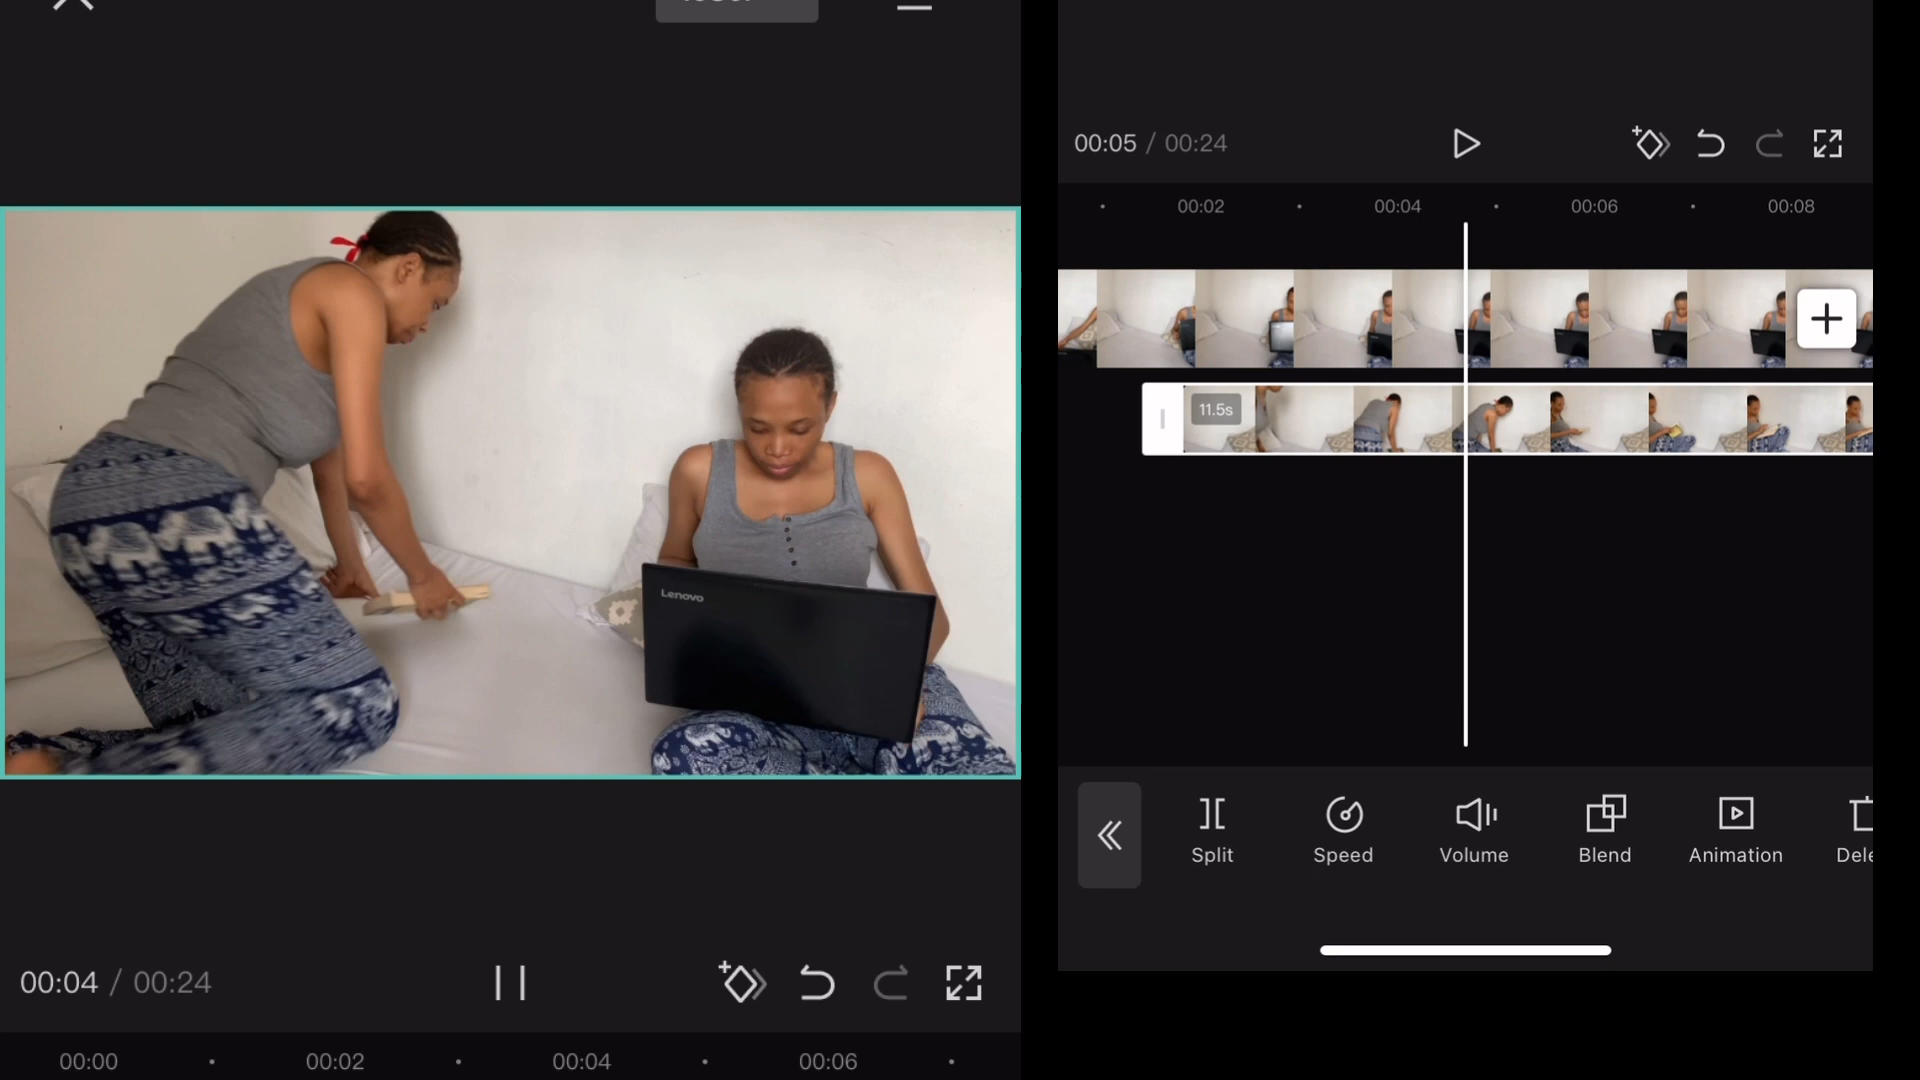 Lenovo
00:04 / 00:24
00:00 00:02 00:04 00:06
00:05 / 00:24
00:02 00:04 00:06 00:08
11.5s
Split Speed Volume Blend Animation